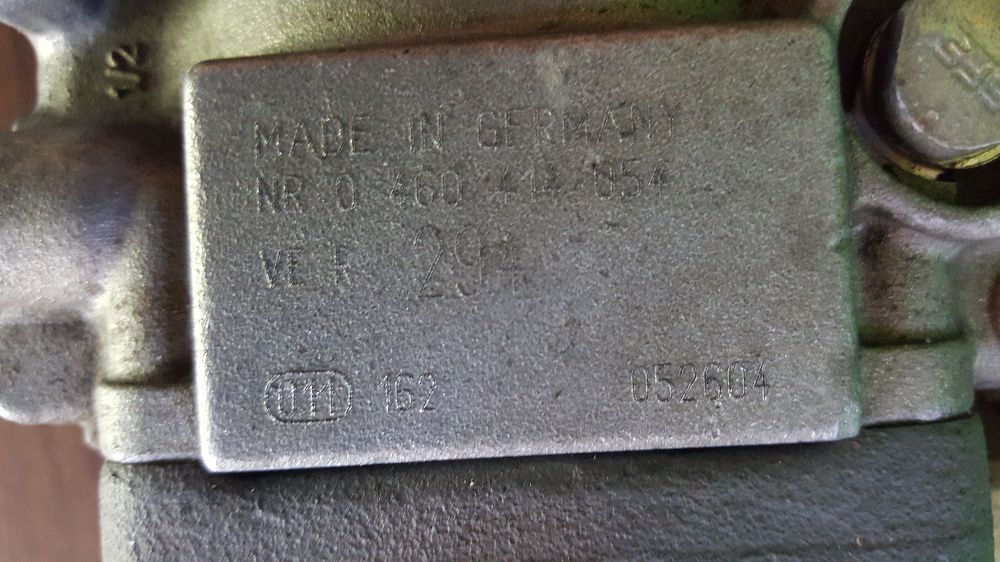 MADE IN GERMANY
NR 0 460 414 054
VE R 294
011 162 052604